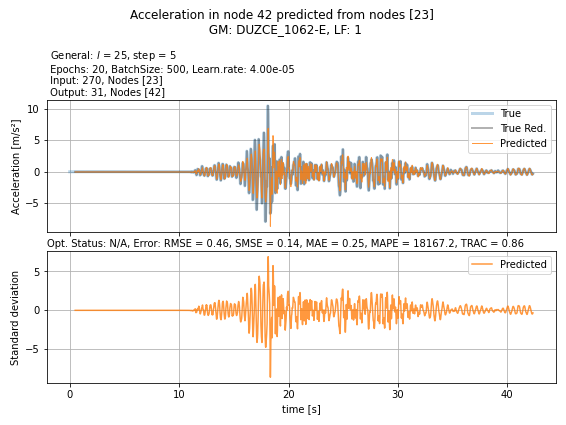 Acceleration in node 42 predicted from nodes [23]
GM: DUZCE_1062-E, LF: 1
General: l = 25, step = 5
Epochs: 20, BatchSize: 500, Learn.rate: 4.00e-05
Input: 270, Nodes [23]
Output: 31, Nodes [42]
Acceleration [m/s²]
10
5
0
−5
True
True Red.
Predicted
Opt. Status: N/A, Error: RMSE = 0.46, SMSE = 0.14, MAE = 0.25, MAPE = 18167.2, TRAC = 0.86
Standard deviation
5
0
−5
Predicted
0 10 20 30 40
time [s]